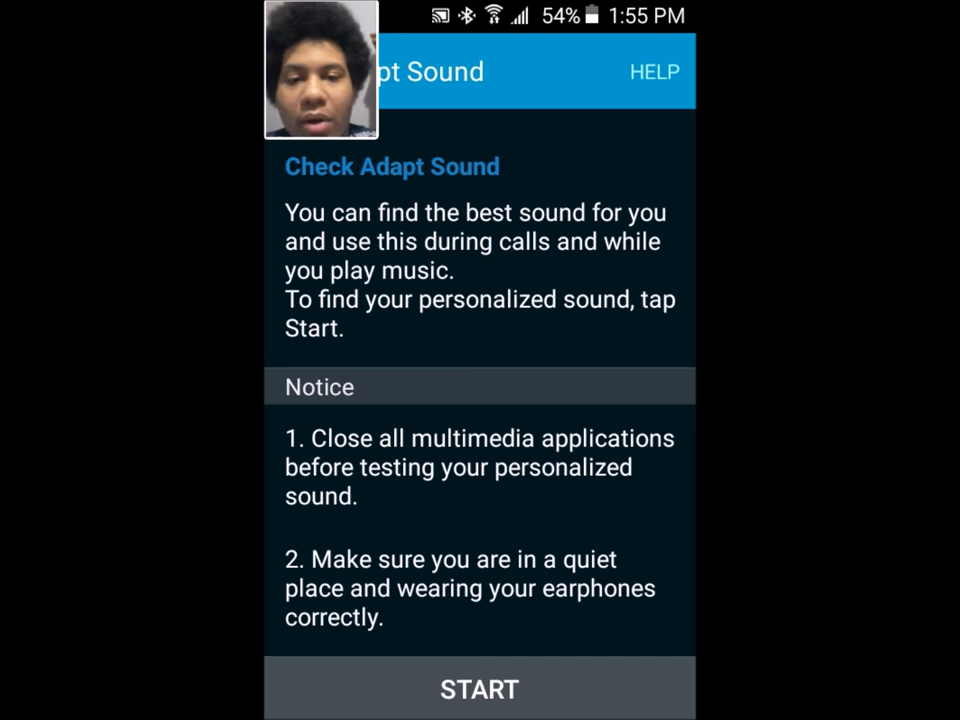 54% 1:55 PM
pt Sound HELP
Check Adapt Sound
You can find the best sound for you
and use this during calls and while
you play music.
To find your personalized sound, tap
Start.
Notice
1. Close all multimedia applications
before testing your personalized
sound.
2. Make sure you are in a quiet
place and wearing your earphones
correctly.
START